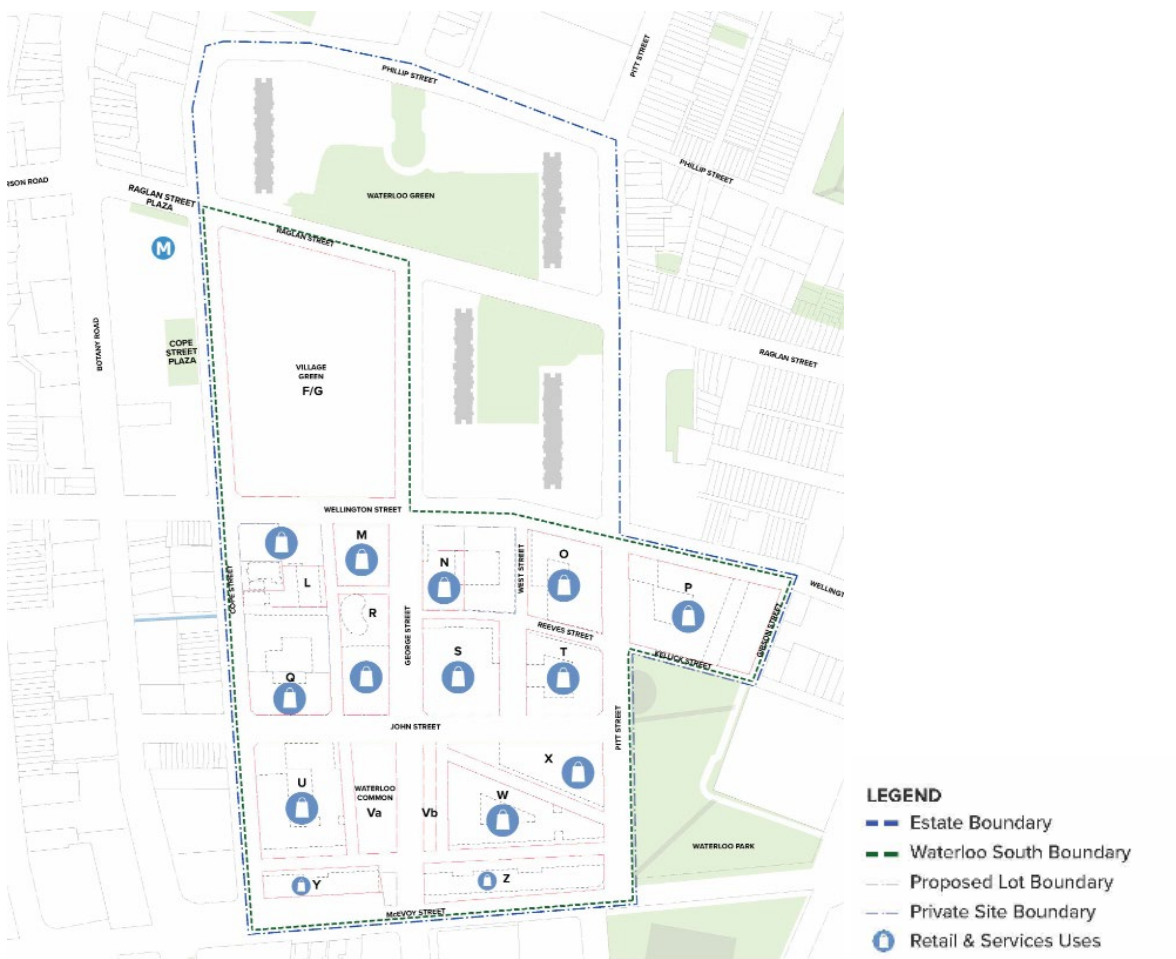 PHILLIP STREET
PITT STREET
PHILLIP STREET
RSON ROAD
RAGLAN STREET
PLAZA
WATERLOO GREEN
RAGLAN STREET
M
BOTANY ROAD
COPE
STREET
PLAZA
VILLAGE
GREEN
F/G
RAGLAN STREET
WELLINGTON STREET
M
N
WEST STREET
O
P
WELLINGT
L
COPE STREET
R
GEORGE STREET
REEVES STREET
GIBSON STREET
KELLICK STREET
Q
S
T
PITT STREET
JOHN STREET
U
WATERLOO
COMMON
Va
Vb
W
X
WATERLOO PARK
Y
Z
McEVOY STREET
LEGEND
Estate Boundary
Waterloo South Boundary
Proposed Lot Boundary
Private Site Boundary
Retail & Services Uses